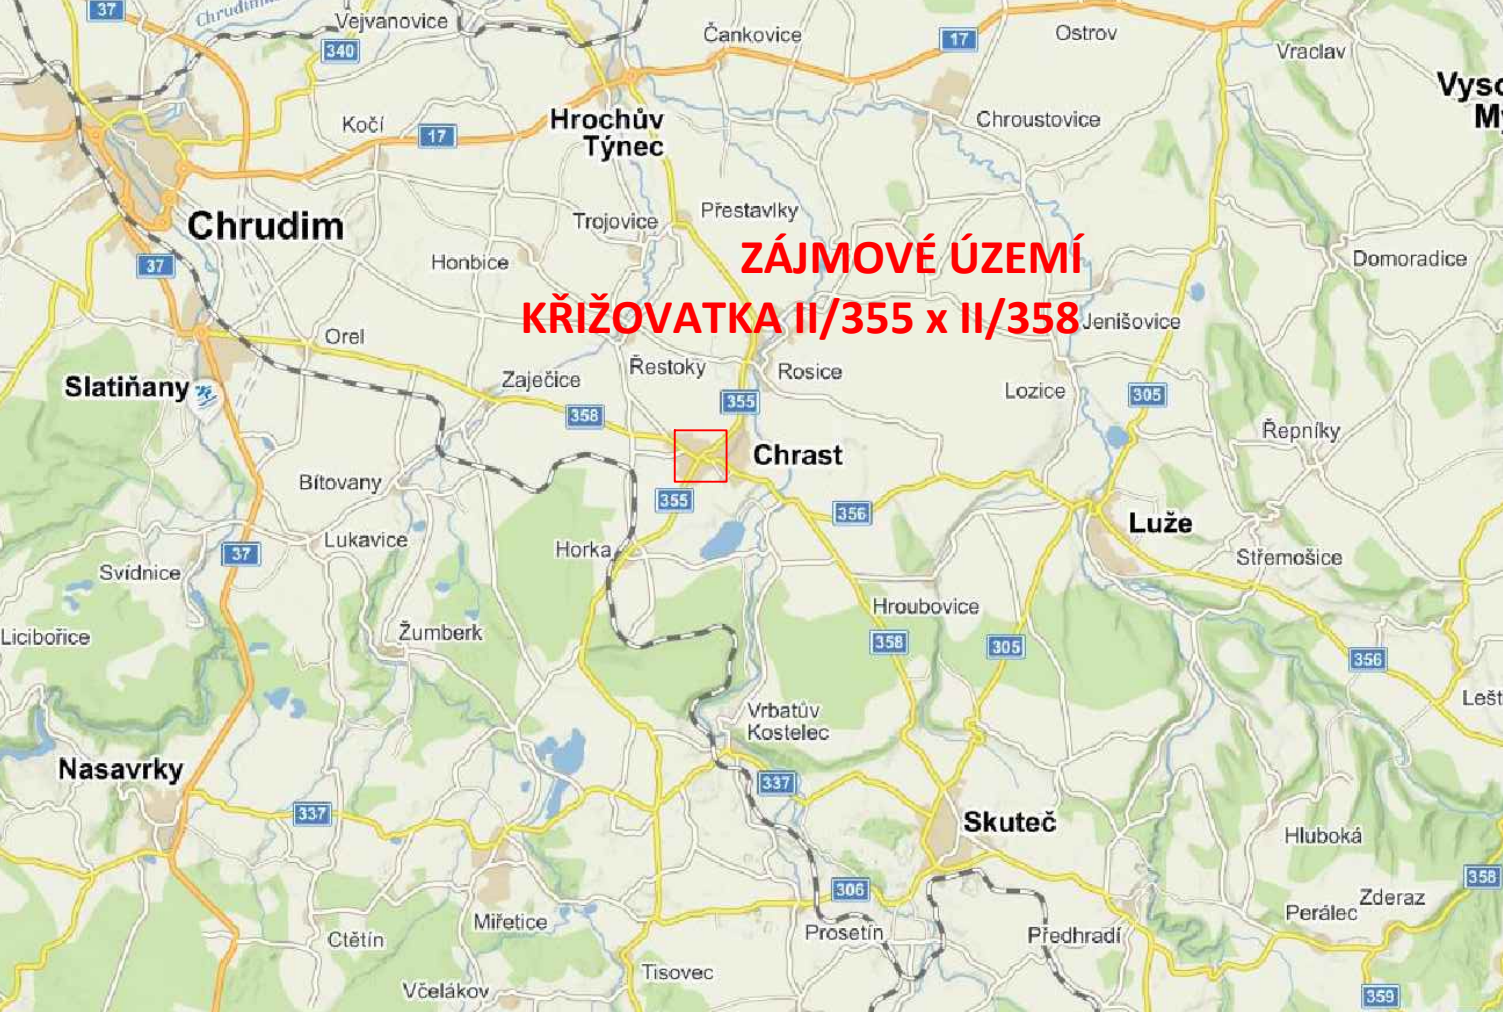 37
Vejvanovice
Chrudimka
340
Čankovice
17
Ostrov
Vraclav
Kočí
17
Hrochův
Týnec
Chroustovice
Chrudim
Trojovice
Přestavlky
37
Honbice
ZÁJMOVÉ ÚZEMÍ
Domoradice
KŘIŽOVATKA II/355 x II/358
Jenišovice
Orel
Řestoky
Rosice
Slatiňany
Zaječice
Lozice
305
355
358
Řepníky
Chrast
Bítovany
355
356
Luže
Lukavice
37
Horka
Svídnice
Střemošice
Hroubovice
Licibořice
Žumberk
358
305
356
Vrbatův
Kostelec
Nasavrky
337
337
Skuteč
Hluboká
306
358
Zderaz
Perálec
Miřetice
Ctětín
Prosetín
Předhradí
Tisovec
Včelákov
359